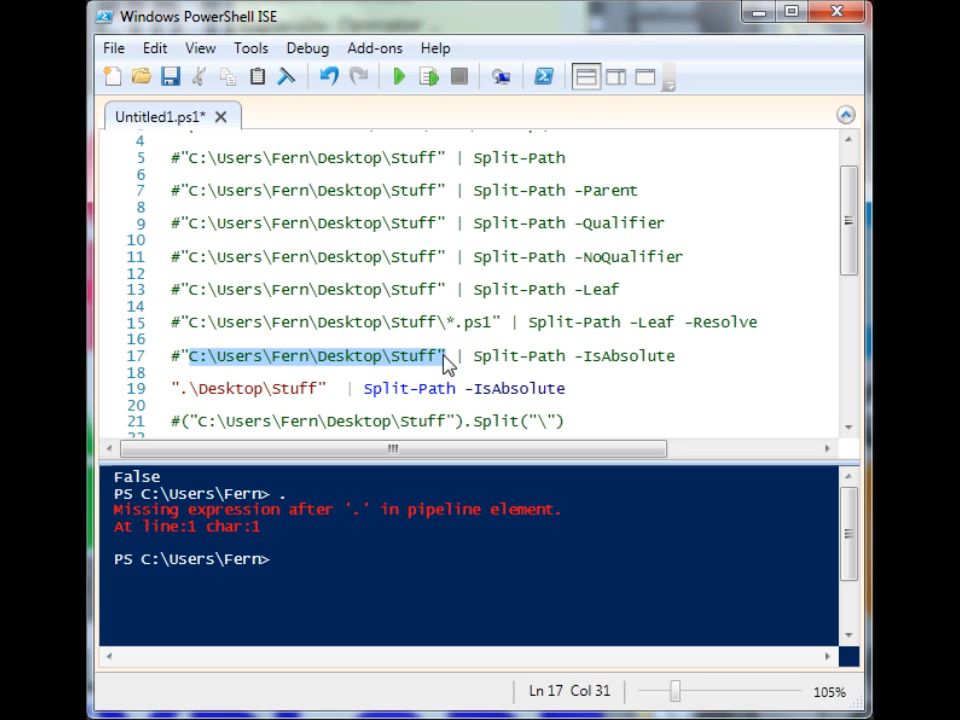 Windows PowerShell ISE
File Edit View Tools Debug Add-ons Help
Untitled1.ps1*
4
5 #"C:\Users\Fern\Desktop\Stuff" | Split-Path
6
7 #"C:\Users\Fern\Desktop\Stuff" | Split-Path -Parent
8
9 #"C:\Users\Fern\Desktop\Stuff" | Split-Path -Qualifier
10
11 #"C:\Users\Fern\Desktop\Stuff" | Split-Path -NoQualifier
12
13 #"C:\Users\Fern\Desktop\Stuff" | Split-Path -Leaf
14
15 #"C:\Users\Fern\Desktop\Stuff\*.ps1" | Split-Path -Leaf -Resolve
16
17 #"C:\Users\Fern\Desktop\Stuff" | Split-Path -IsAbsolute
18
19 ".\Desktop\Stuff" | Split-Path -IsAbsolute
20
21 #("C:\Users\Fern\Desktop\Stuff").Split("\")
22
False
PS C:\Users\Fern> .
Missing expression after '.' in pipeline element.
At line:1 char:1
PS C:\Users\Fern>
Ln 17 Col 31
105%